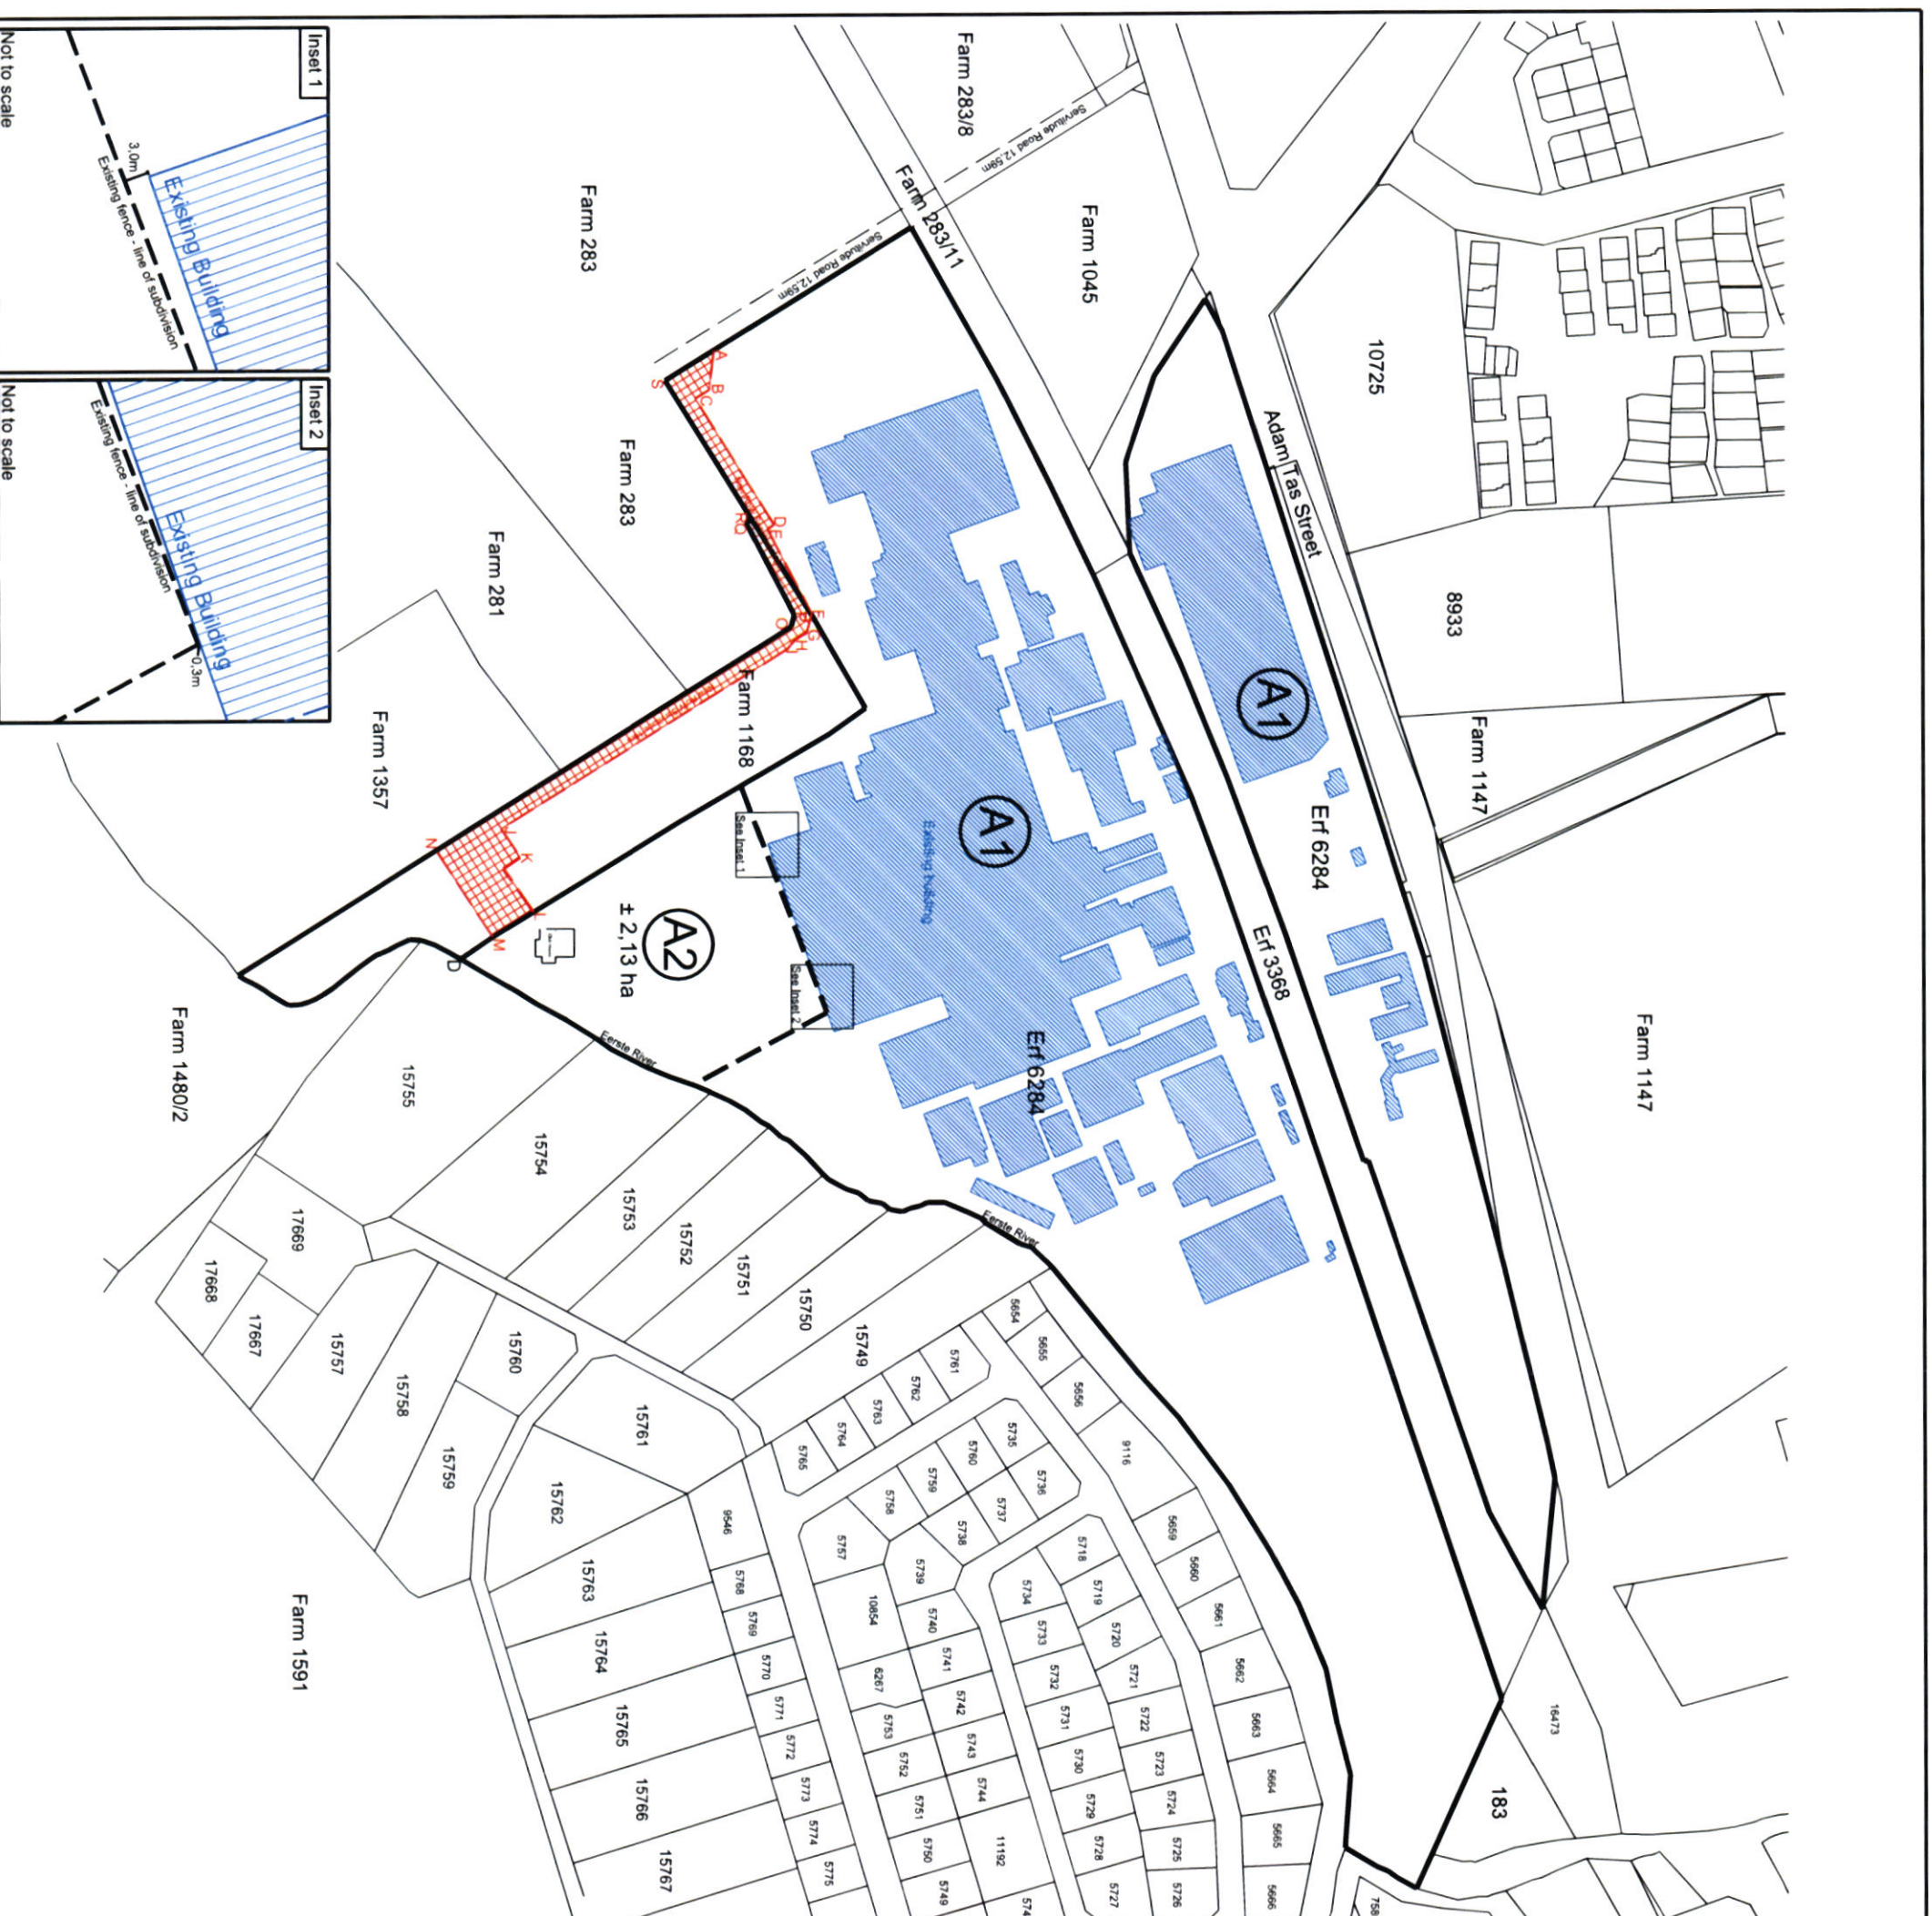 Inset 1
3,0m
Existing Building
Existing fence - line of subdivision
Not to scale
Inset 2
Existing Building
Existing fence - line of subdivision
0,3m
Not to scale
Farm 283/8
Servitude Road 12.59m
Farm 283/11
Servitude Road 12.59m
Farm 1045
Farm 283
Farm 283
Farm 281
Farm 1357
Farm 1168
10725
Adam Tas Street
8933
Farm 1147
Farm 1147
Erf 6284
Erf 3368
Erf 6284
A1
A1
Existing building
A2
± 2,13 ha
See Inset 1
See Inset 2
A
B
C
D
E
F
G
H
J
K
L
M
N
O
Q
R
S
D
Eerste River
Eerste River
Farm 1480/2
Farm 1591
15755
15754
15753
15752
15751
15750
15749
17669
17668
17667
15757
15758
15759
15760
15761
15762
15763
15764
15765
15766
15767
5654
5655
5656
9116
5659
5660
5661
5662
5663
5664
5665
5666
5761
5762
5763
5764
5765
5735
5736
5760
5737
5759
5738
5758
5757
5739
5718
5719
5720
5721
5722
5723
5724
5725
5726
5734
5733
5732
5731
5730
5729
5728
5727
10854
5740
6267
5741
5742
5753
5743
5752
5744
5751
11192
5750
5749
574
9546
5768
5769
5770
5771
5772
5773
5774
5775
16473
183
758